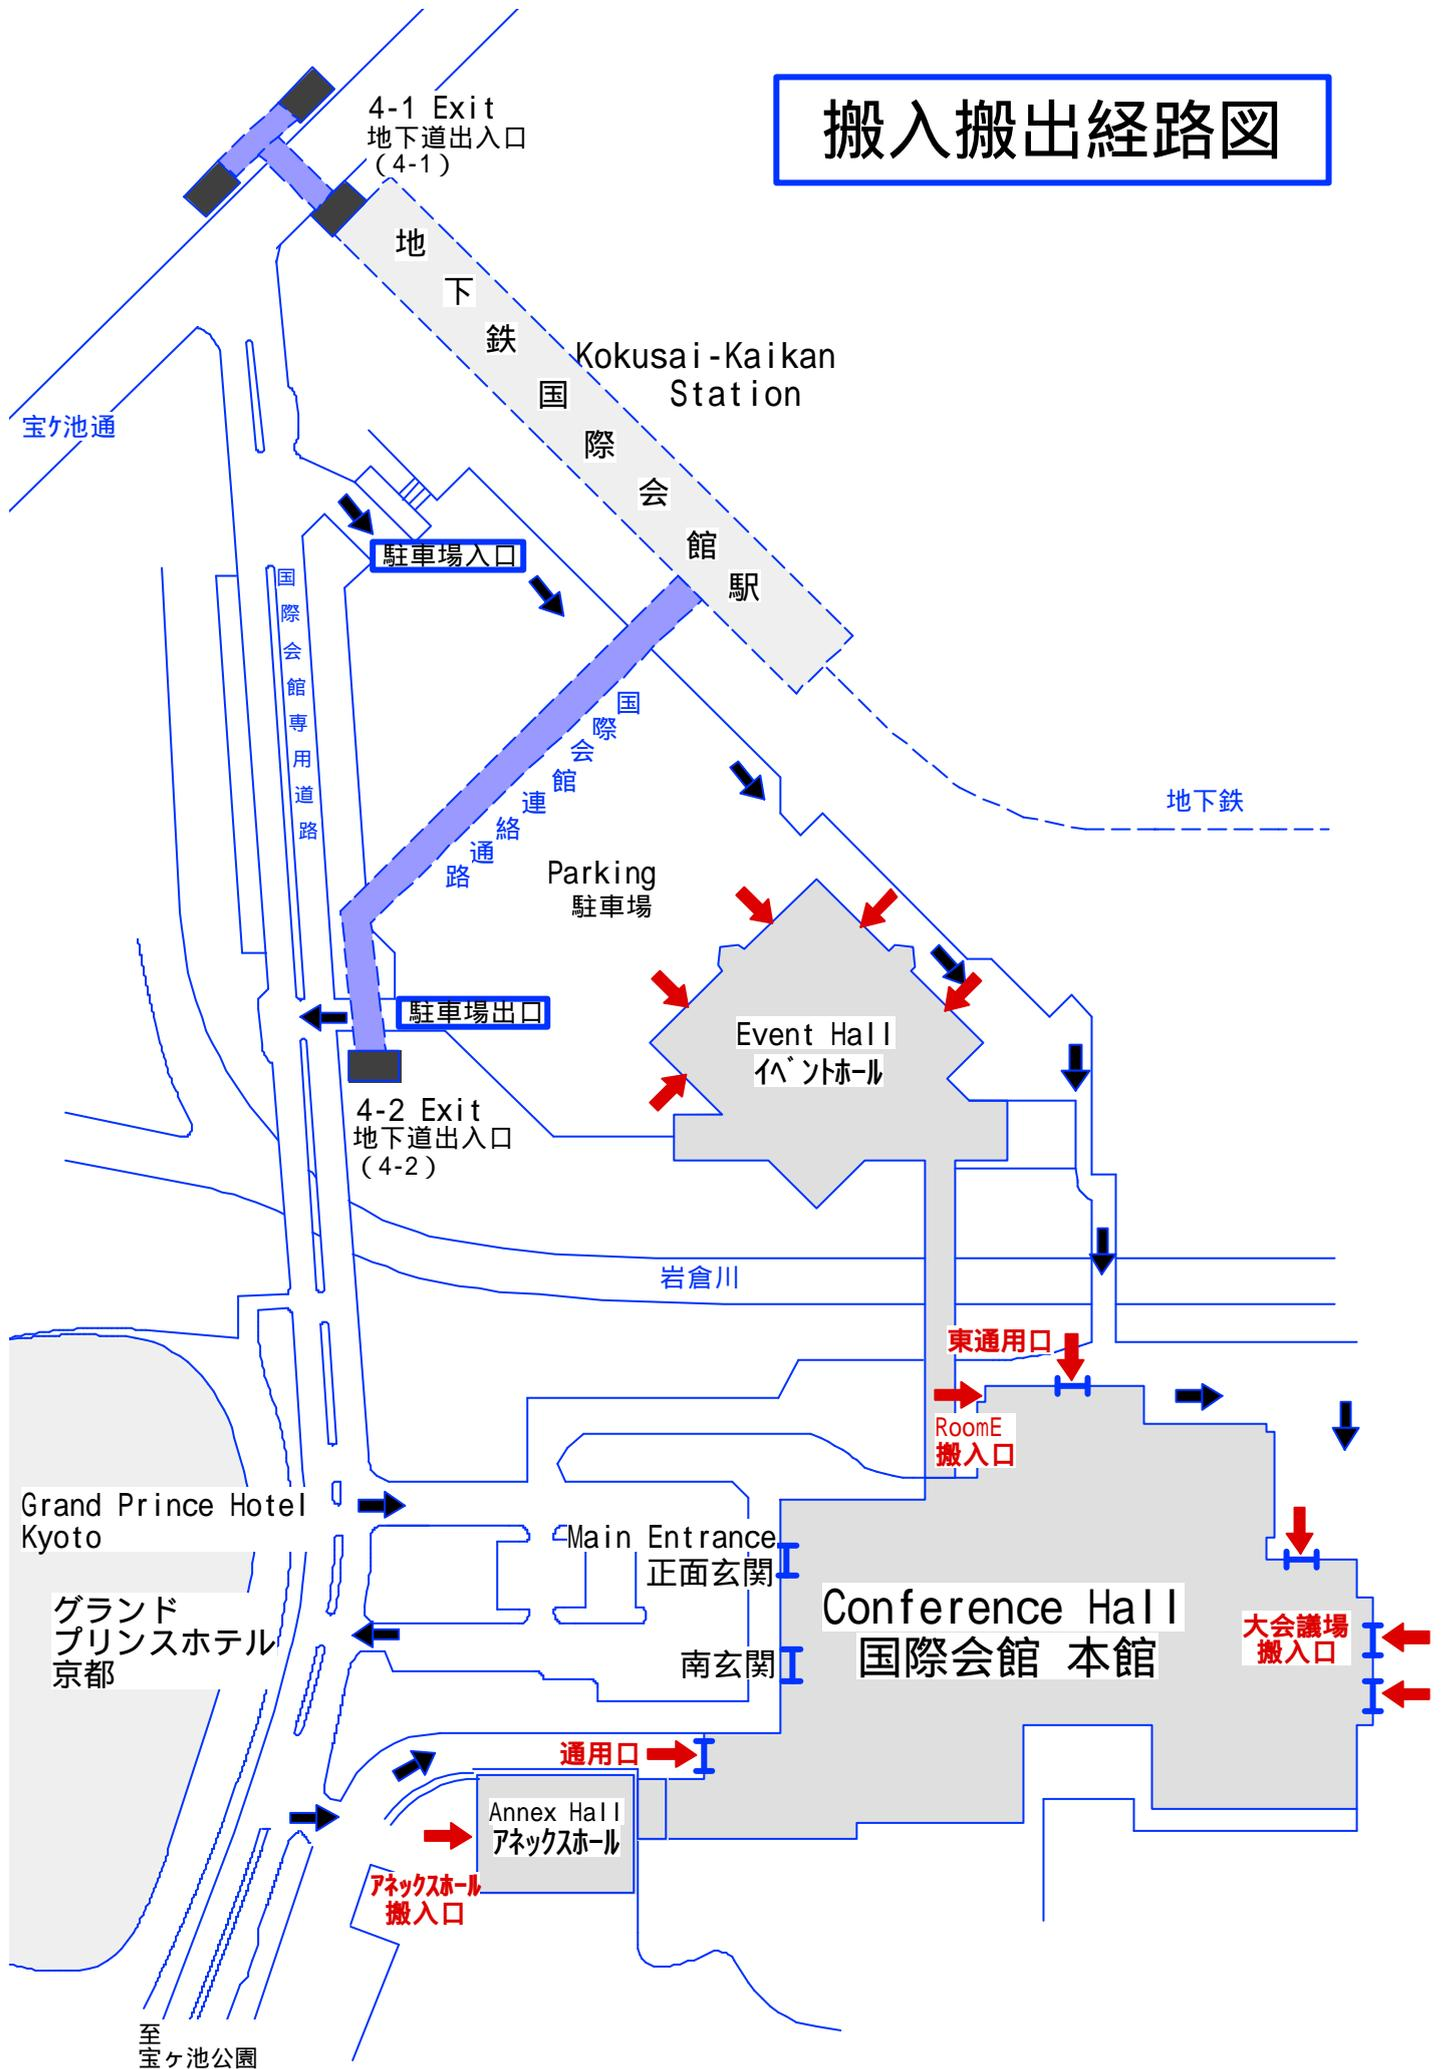 搬入搬出経路図
4-1 Exit
地下道出入口
(4-1)
地下鉄国際会館駅
Kokusai-Kaikan
Station
宝ケ池通
駐車場入口
国際会館専用道路
国際会館連絡通路
地下鉄
Parking
駐車場
駐車場出口
Event Hall
イベントホール
4-2 Exit
地下道出入口
(4-2)
岩倉川
東通用口
RoomE
搬入口
Grand Prince Hotel
Kyoto
グランド
プリンスホテル
京都
Main Entrance
正面玄関
Conference Hall
国際会館 本館
大会議場
搬入口
南玄関
通用口
Annex Hall
アネックスホール
アネックスホール
搬入口
至
宝ヶ池公園